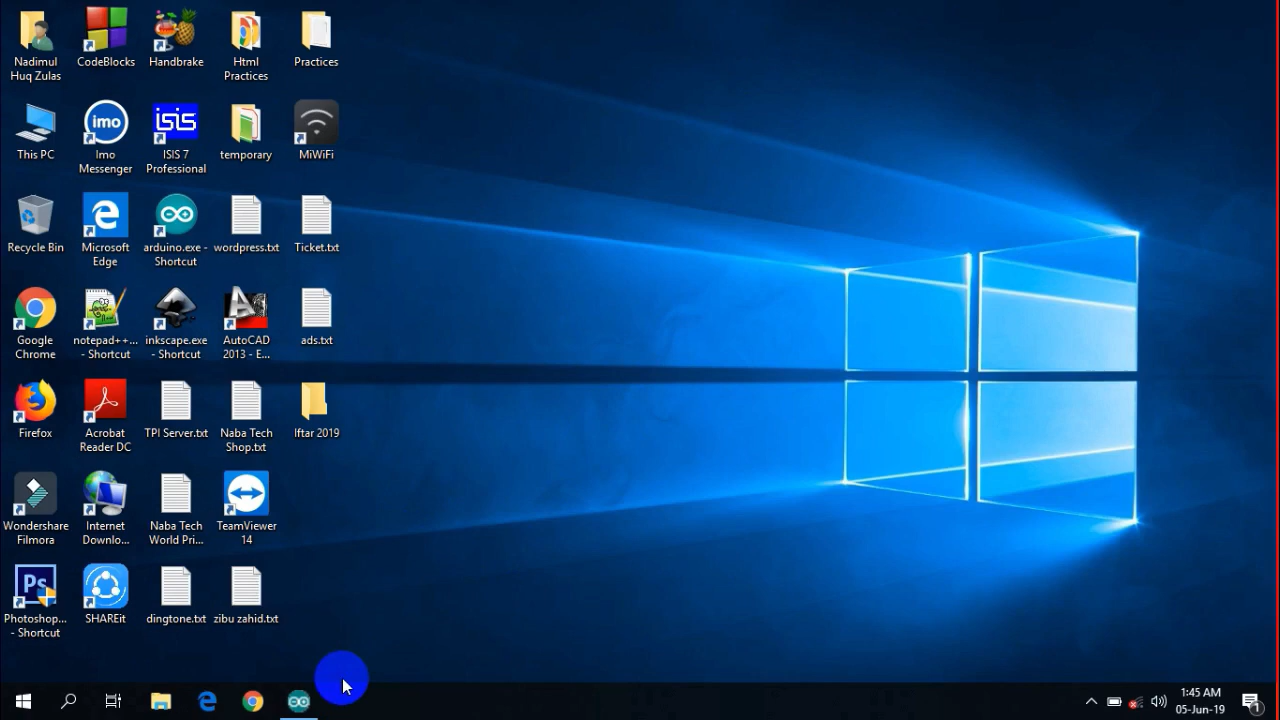 Nadimul
Huq Zulas
CodeBlocks
Handbrake
Html
Practices
Practices
This PC
imo
Imo
Messenger
isis
ISIS 7
Professional
temporary
MiWiFi
Recycle Bin
Microsoft
Edge
arduino.exe -
Shortcut
wordpress.txt
Ticket.txt
Google
Chrome
notepad++...
- Shortcut
inkscape.exe
- Shortcut
AutoCAD
2013 - E...
ads.txt
Firefox
Acrobat
Reader DC
TPI Server.txt
Naba Tech
Shop.txt
Iftar 2019
Wondershare
Filmora
Internet
Downlo...
Naba Tech
World Pri...
TeamViewer
14
Ps
Photoshop...
- Shortcut
SHAREit
dingtone.txt
zibu zahid.txt
1:45 AM
05-Jun-19
1